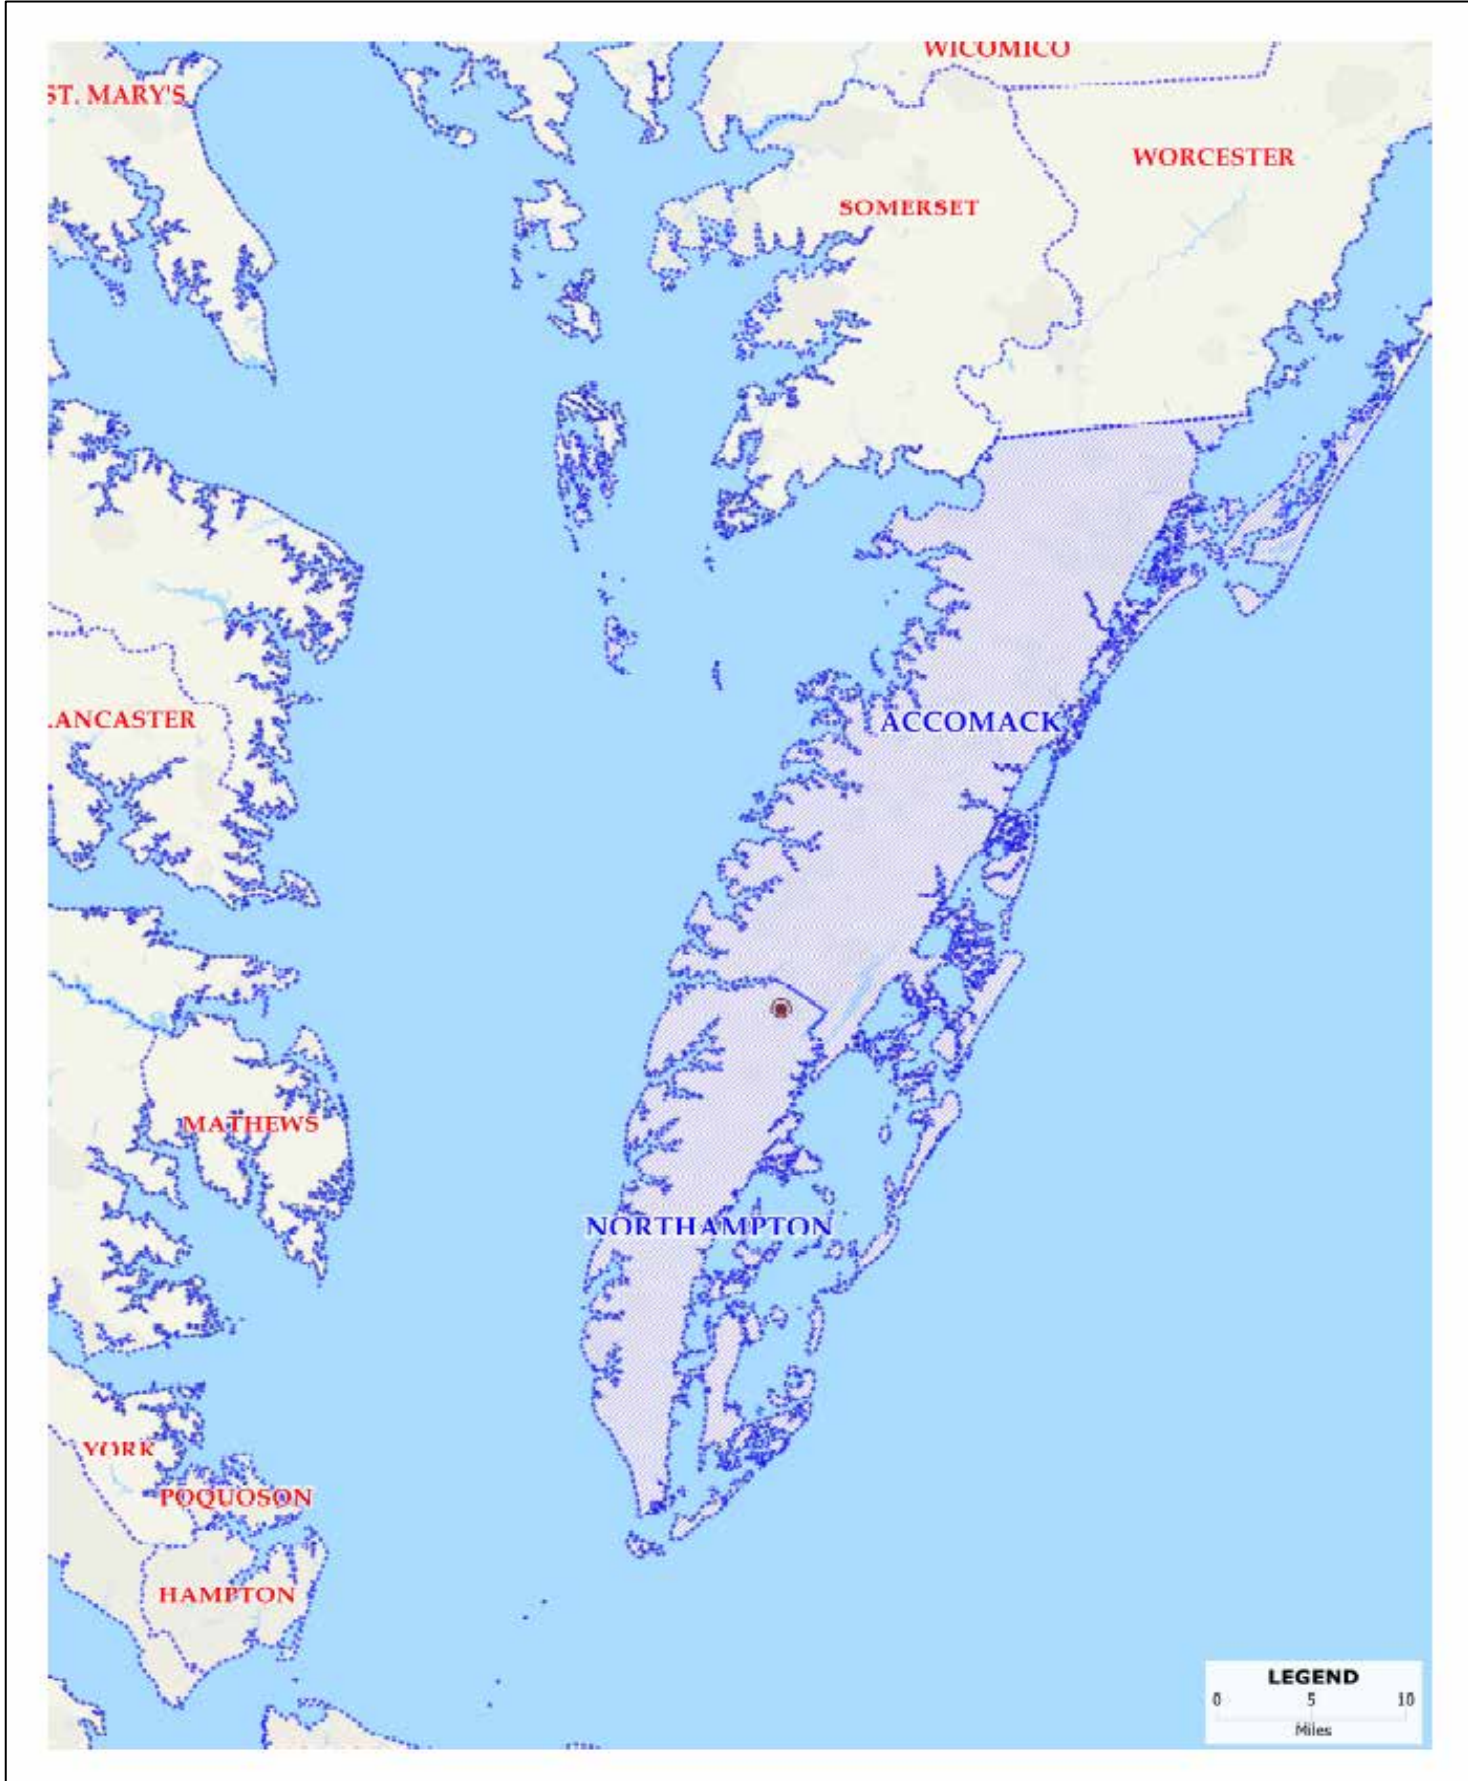 WICOMICO
ST. MARY'S
WORCESTER
SOMERSET
LANCASTER
ACCOMACK
MATHEWS
NORTHAMPTON
YORK
POQUOSON
HAMPTON
LEGEND
0 5 10
Miles